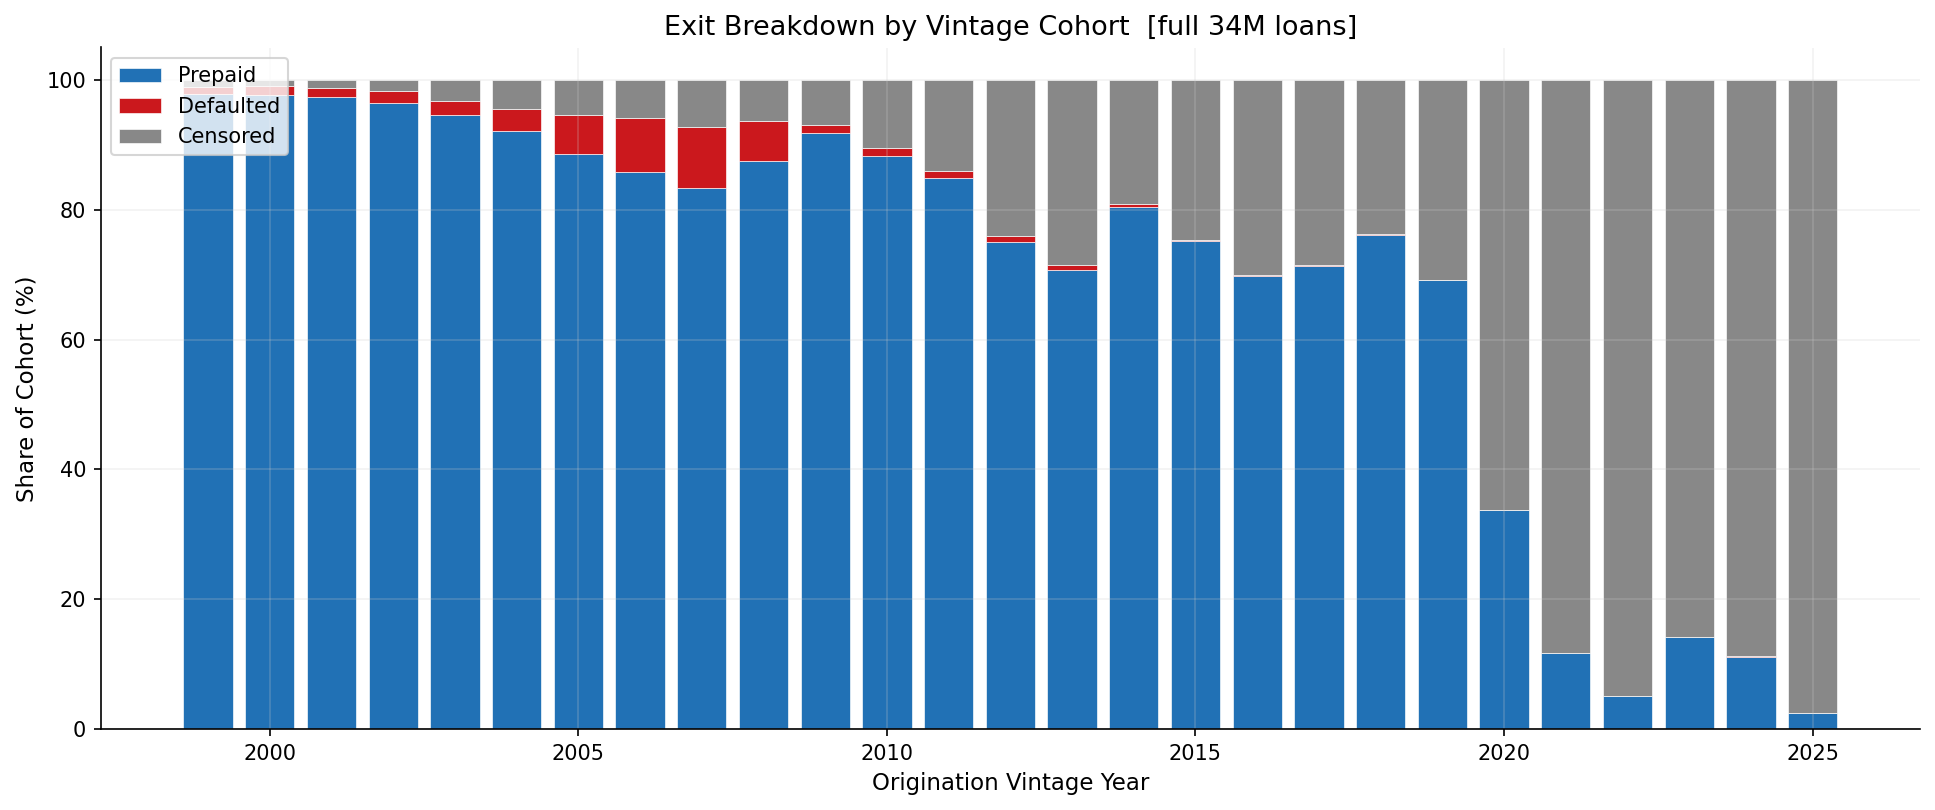 Exit Breakdown by Vintage Cohort [full 34M loans]
Prepaid
Defaulted
Censored
Share of Cohort (%)
100
80
60
40
20
0
2000 2005 2010 2015 2020 2025
Origination Vintage Year